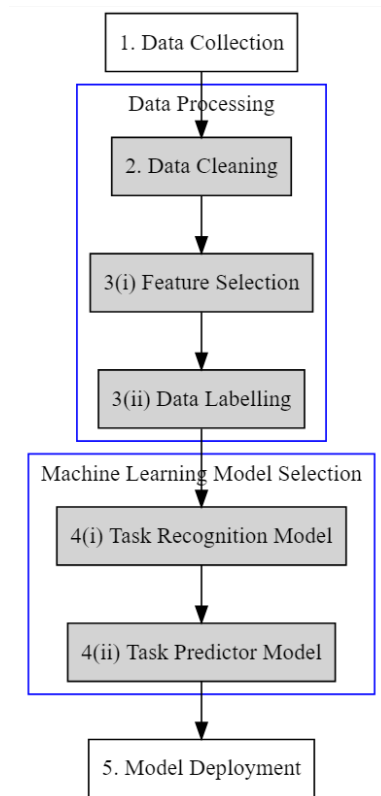 1. Data Collection
Data Processing
2. Data Cleaning
3(i) Feature Selection
3(ii) Data Labelling
Machine Learning Model Selection
4(i) Task Recognition Model
4(ii) Task Predictor Model
5. Model Deployment